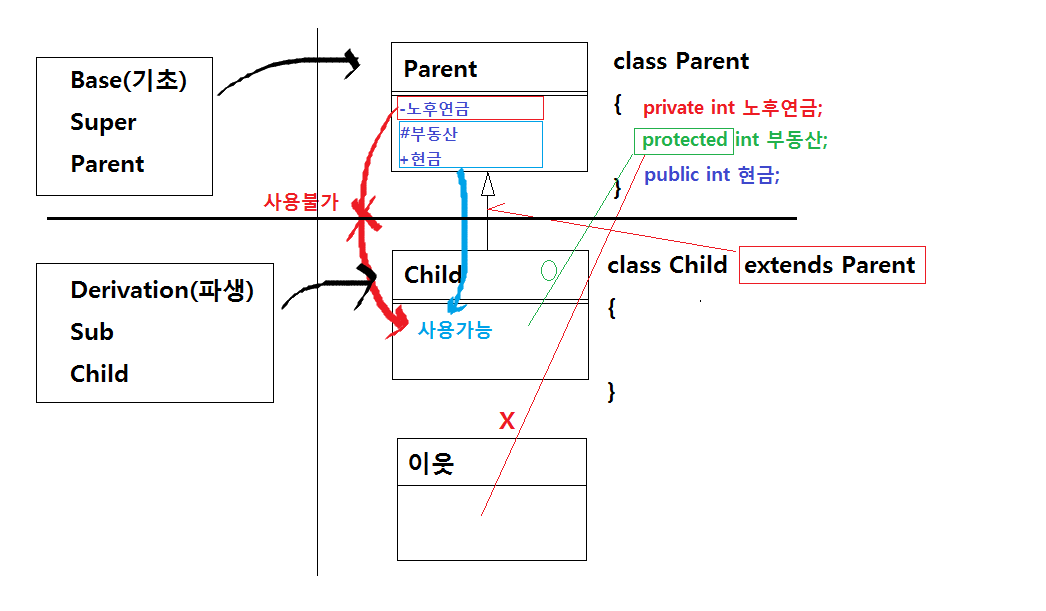 Base(기초)
Super
Parent
Parent
-노후연금
#부동산
+현금
class Parent
{ private int 노후연금;
protected int 부동산;
public int 현금;
}
사용불가
Derivation(파생)
Sub
Child
Child
사용가능
class Child extends Parent
{
}
X
이웃